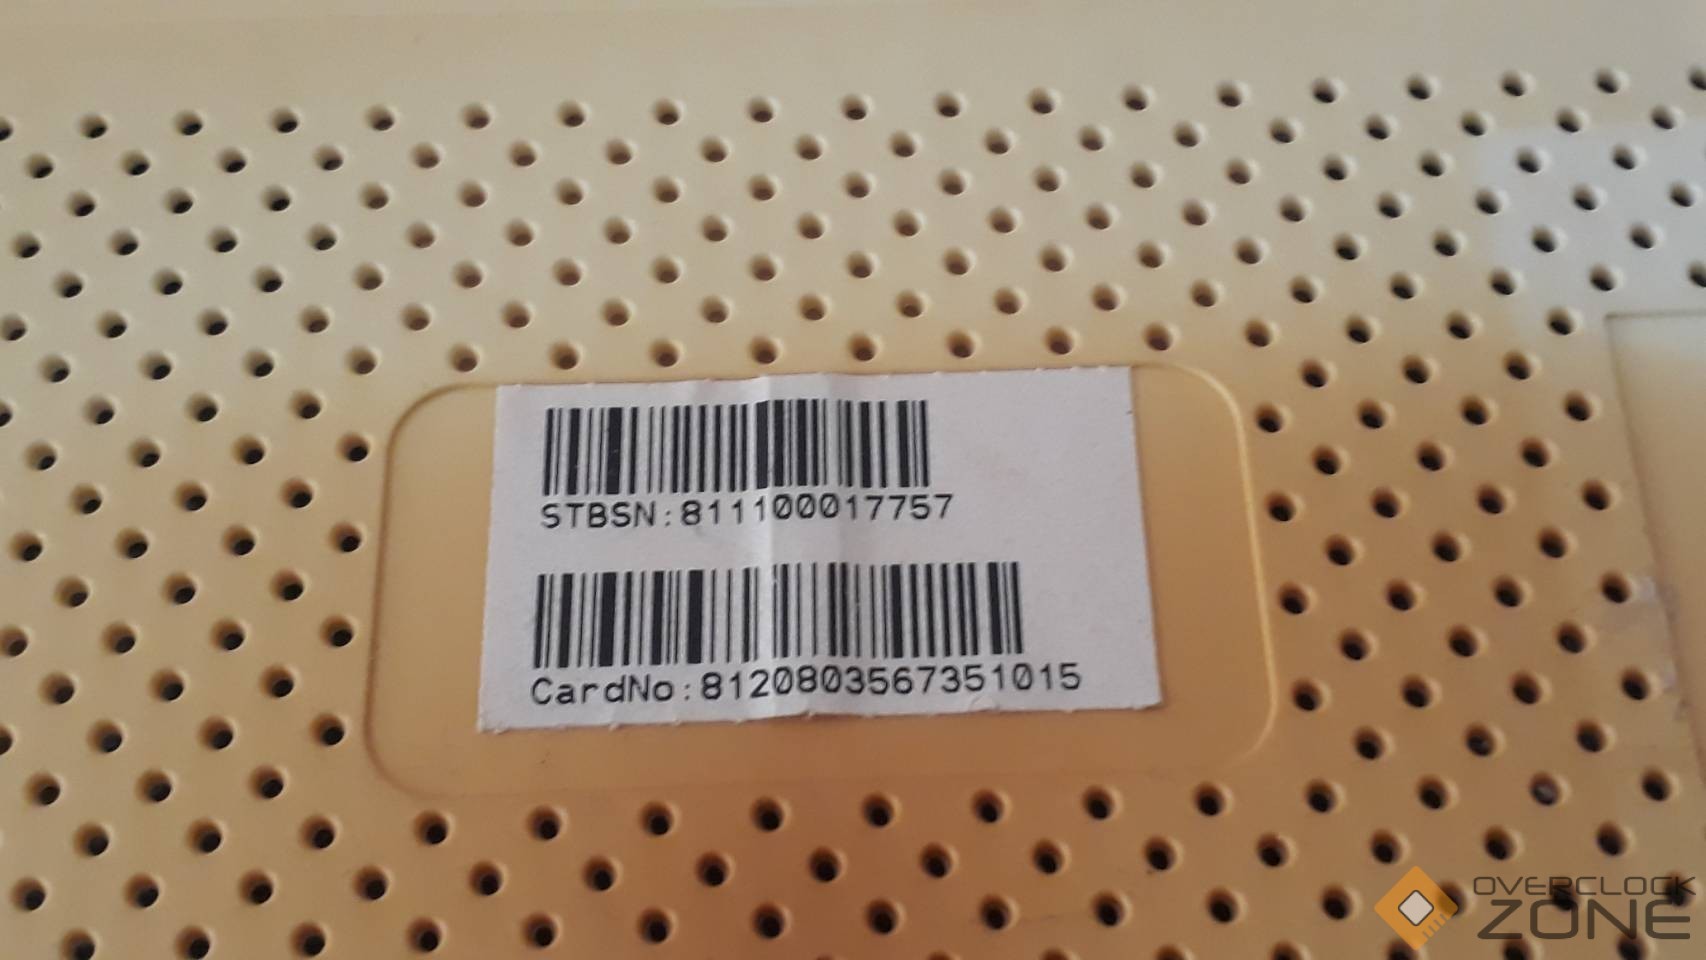 STBSN:811100017757
CardNo:8120803567351015
OVERCLOCK
ZONE